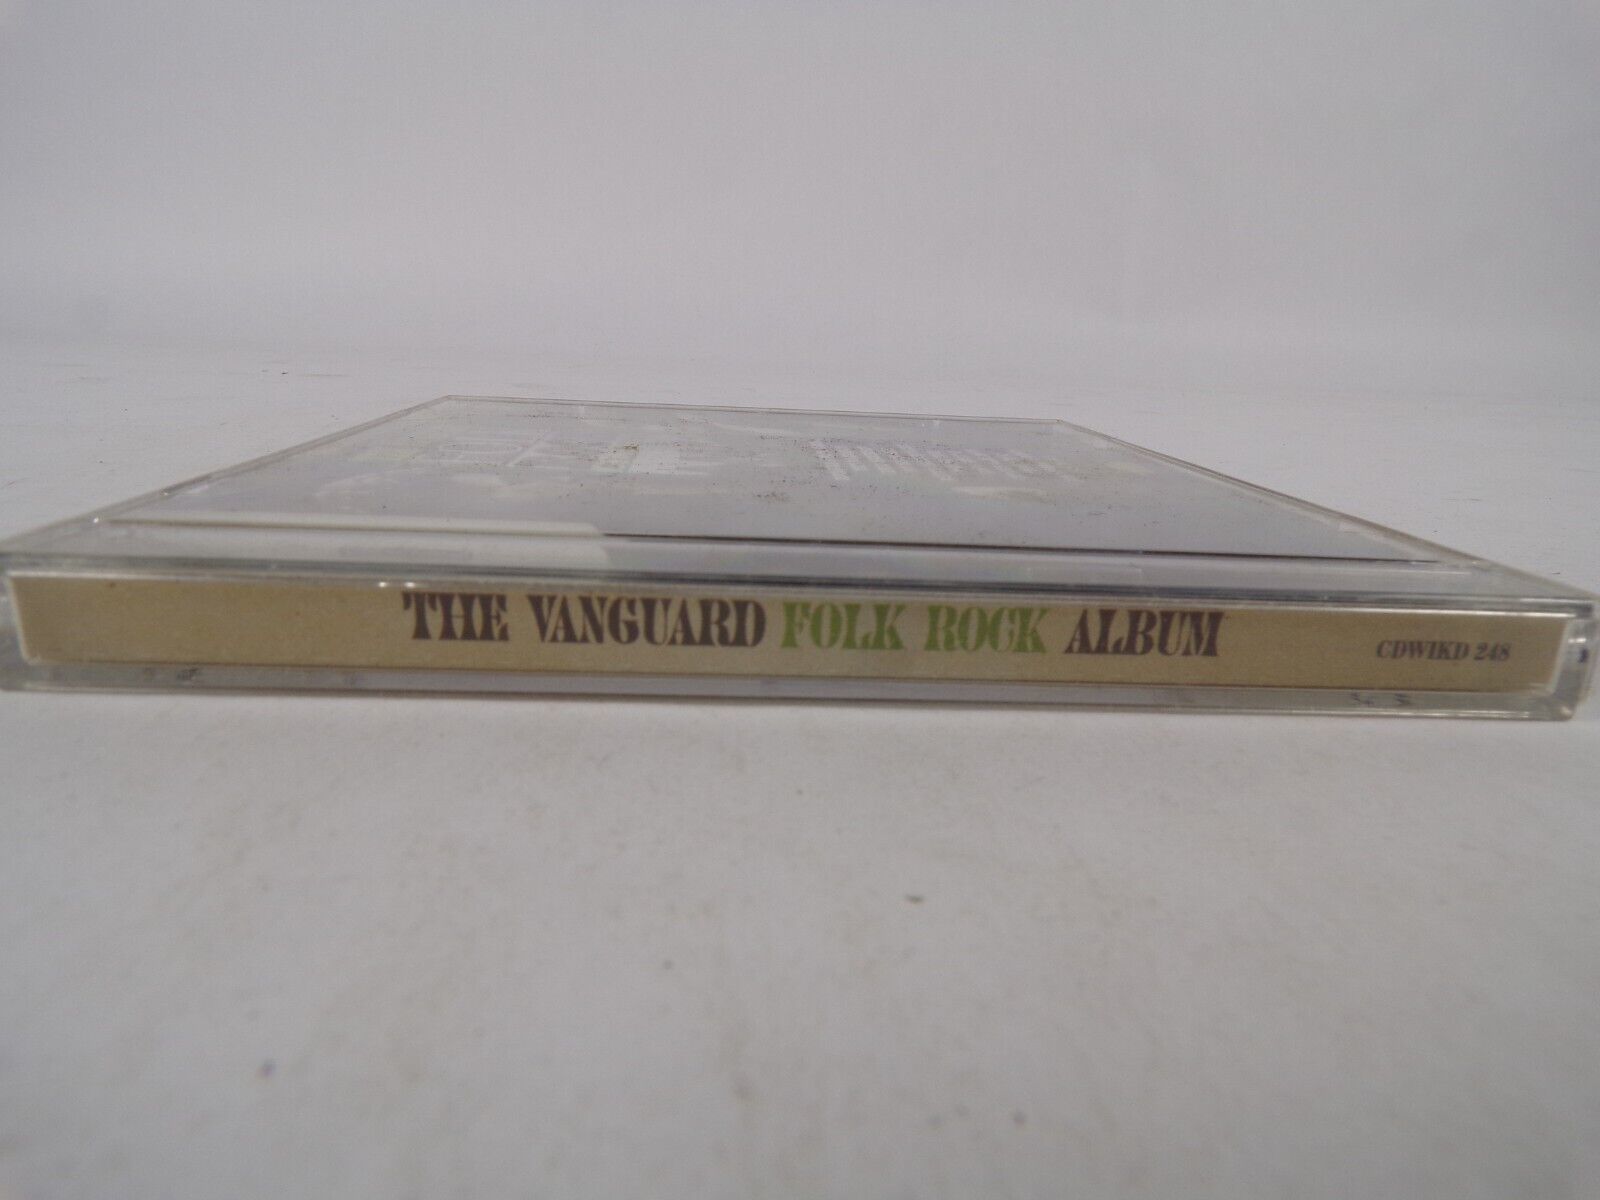 THE VANGUARD FOLK ROCK ALBUM CDWIKD 248